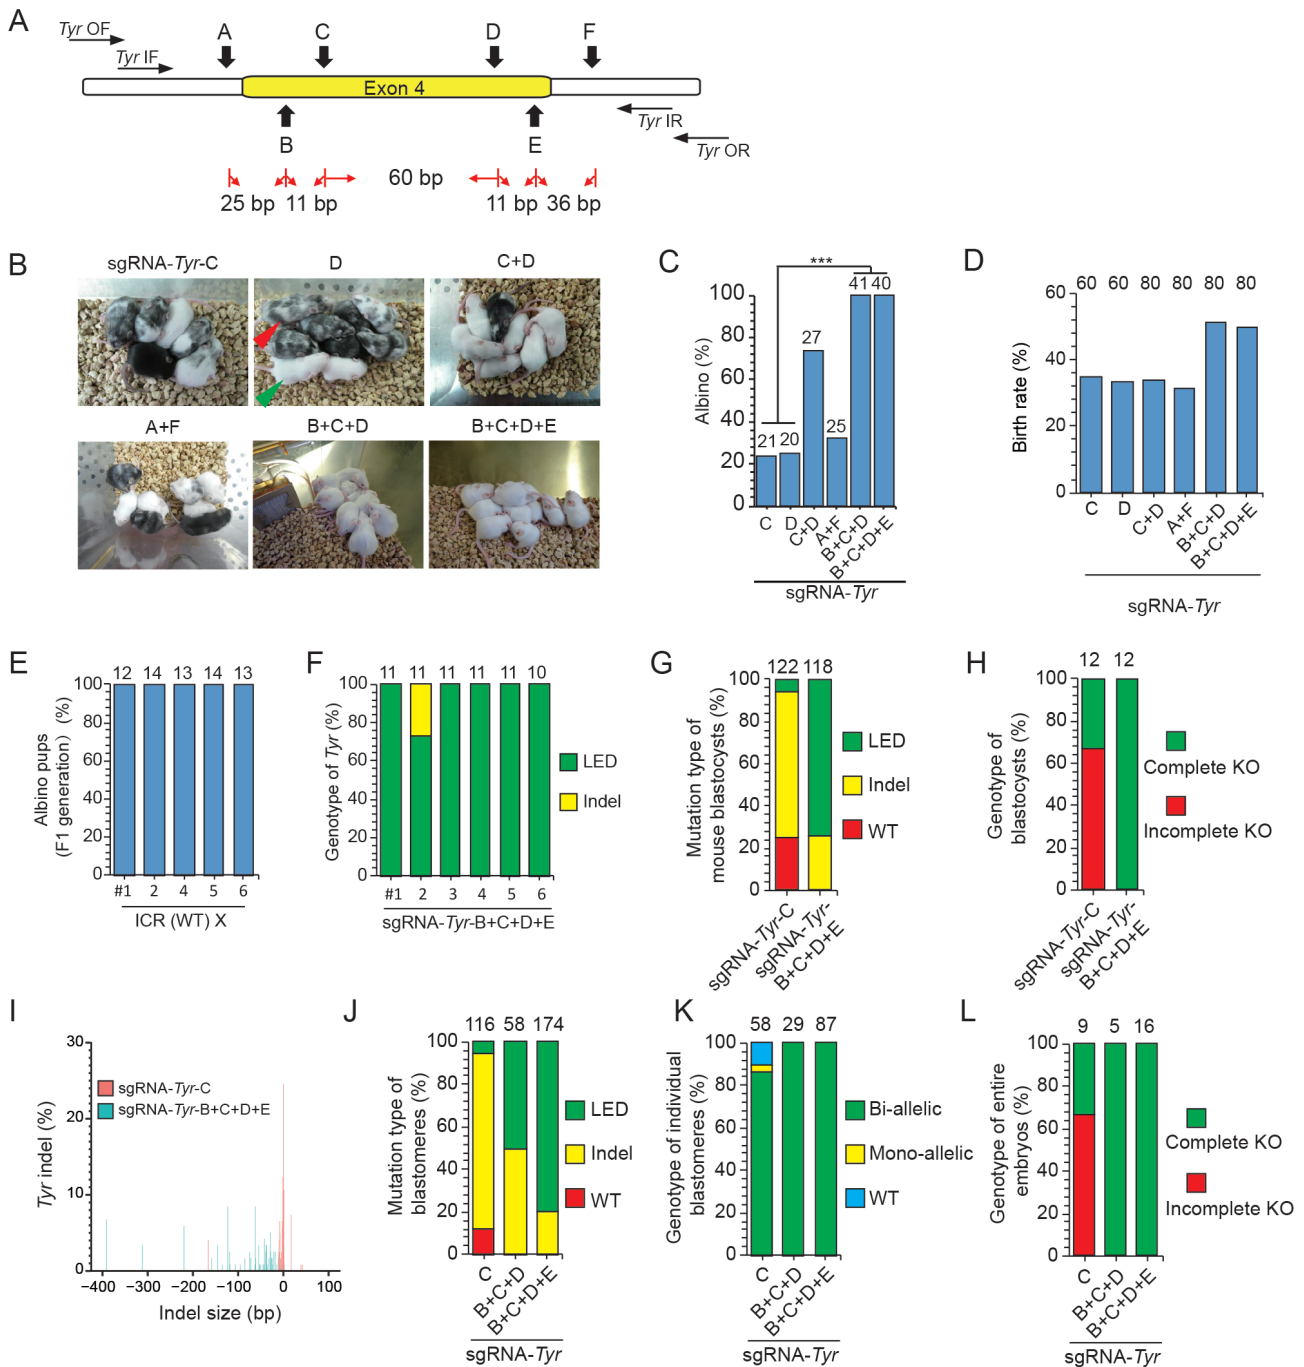 A
Tyr OF
Tyr IF
A
C
D
F
Exon 4
B
E
Tyr IR
Tyr OR
60 bp
25 bp
11 bp
11 bp
36 bp
B
sgRNA-Tyr-C
D
C+D
A+F
B+C+D
B+C+D+E
C
Albino (%)
100
80
60
40
20
0
***
21
20
27
25
41
40
C
D
C+D
A+F
B+C+D
B+C+D+E
sgRNA-Tyr
D
Birth rate (%)
60
40
20
0
60
60
80
80
80
80
C
D
C+D
A+F
B+C+D
B+C+D+E
sgRNA-Tyr
E
Albino pups
(F1 generation) (%)
100
80
60
40
20
0
12
14
13
14
13
#1
2
4
5
6
ICR (WT) X
F
Genotype of Tyr (%)
100
80
60
40
20
0
11
11
11
11
11
10
#1
2
3
4
5
6
sgRNA-Tyr-B+C+D+E
LED
Indel
G
Mutation type of
mouse blastocysts (%)
100
80
60
40
20
0
122
118
sgRNA-Tyr-C
sgRNA-Tyr-
B+C+D+E
LED
Indel
WT
H
Genotype of
blastocysts (%)
100
80
60
40
20
0
12
12
sgRNA-Tyr-C
sgRNA-Tyr-
B+C+D+E
Complete KO
Incomplete KO
I
Tyr indel (%)
30
20
10
0
sgRNA-Tyr-C
sgRNA-Tyr-B+C+D+E
−400
−300
−200
−100
0
100
Indel size (bp)
J
Mutation type of
blastomeres (%)
100
80
60
40
20
0
116
58
174
C
B+C+D
B+C+D+E
sgRNA-Tyr
LED
Indel
WT
K
Genotype of individual
blastomeres (%)
100
80
60
40
20
0
58
29
87
C
B+C+D
B+C+D+E
sgRNA-Tyr
Bi-allelic
Mono-allelic
WT
L
Genotype of entire
embryos (%)
100
80
60
40
20
0
9
5
16
C
B+C+D
B+C+D+E
sgRNA-Tyr
Complete KO
Incomplete KO